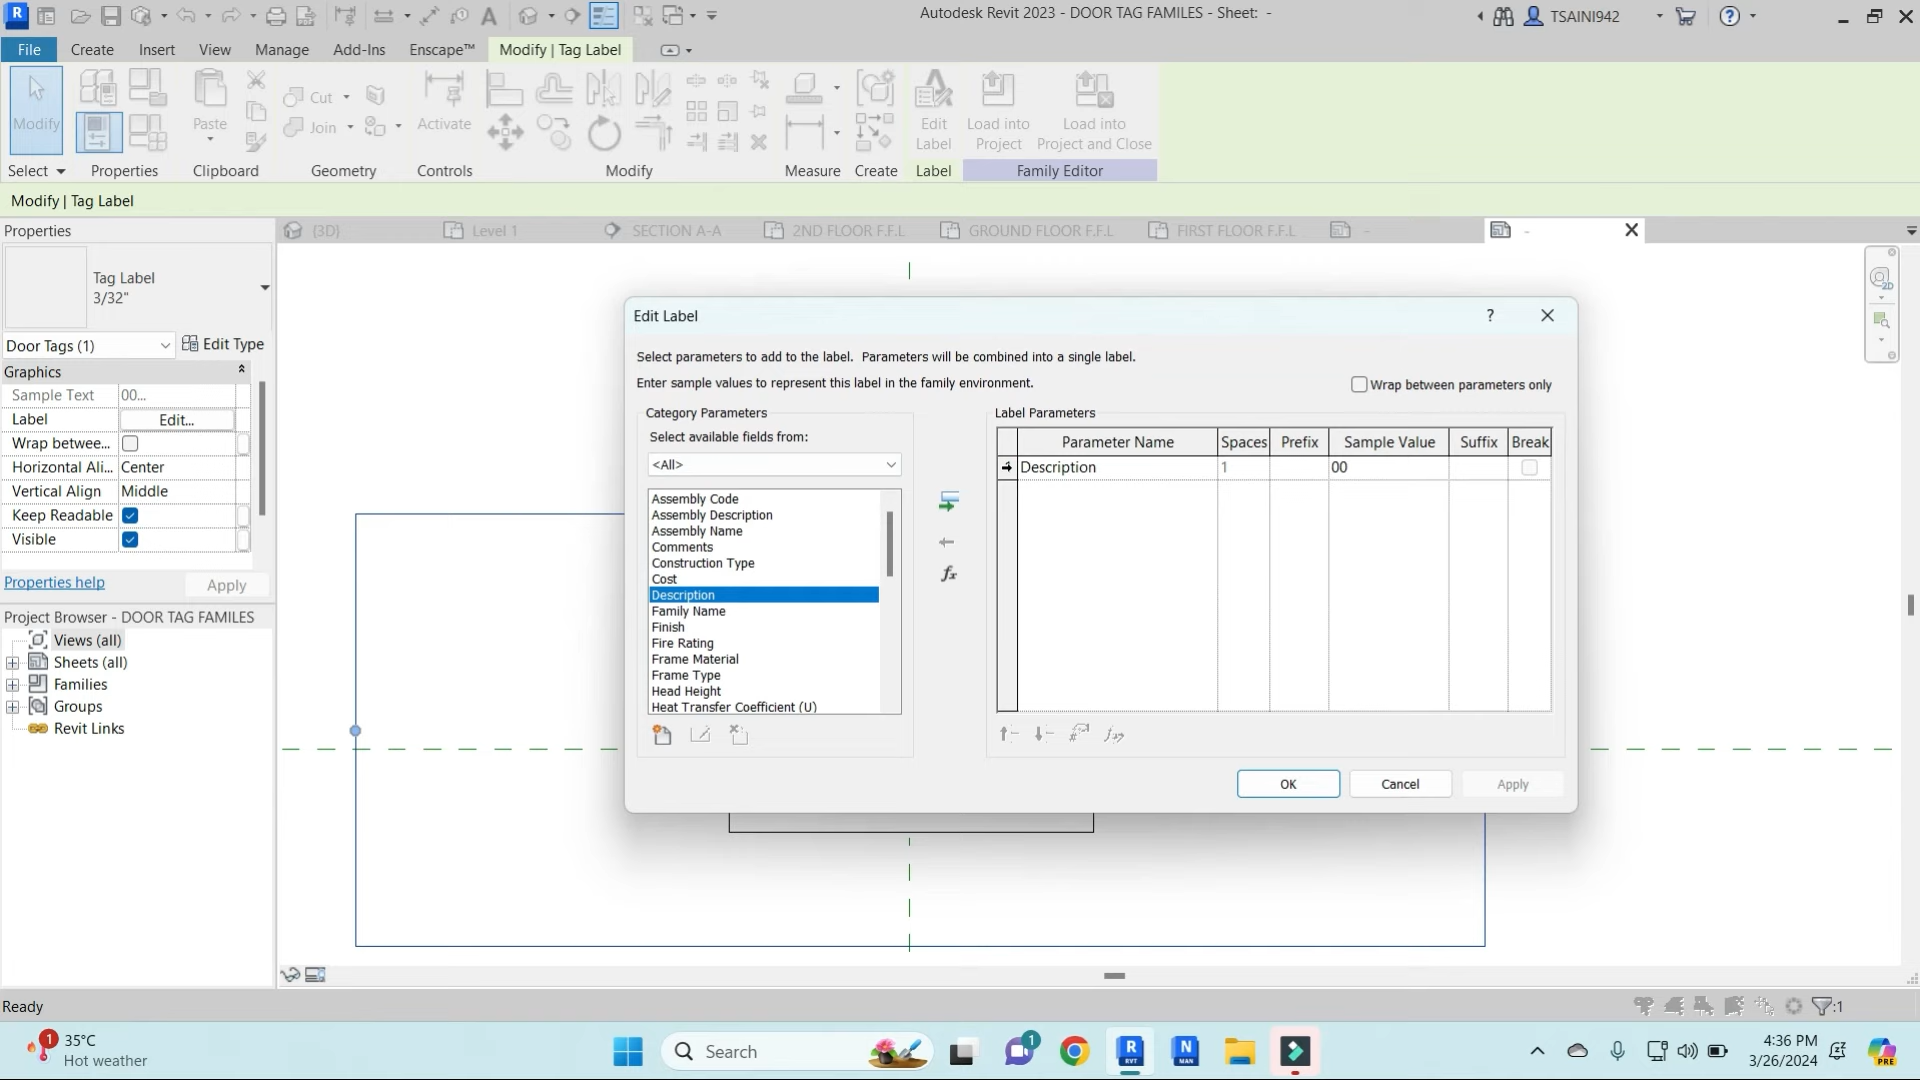 Autodesk Revit 2023 - DOOR TAG FAMILES - Sheet:  -
TSAINI942
File Create Insert View Manage Add-Ins Enscape™ Modify | Tag Label
Modify
Paste
Cut
Join
Activate
Edit Label
Load into Project
Load into Project and Close
Select Properties Clipboard Geometry Controls Modify Measure Create Label Family Editor
Modify | Tag Label
Properties
{3D} Level 1 SECTION A-A 2ND FLOOR F.F.L GROUND FLOOR F.F.L FIRST FLOOR F.F.L - -
Tag Label
3/32"
Door Tags (1) Edit Type
Graphics
Sample Text 00...
Label Edit...
Wrap betwee...
Horizontal Ali... Center
Vertical Align Middle
Keep Readable
Visible
Properties help Apply
Project Browser - DOOR TAG FAMILES
Views (all)
Sheets (all)
Families
Groups
Revit Links
Edit Label ?
Select parameters to add to the label.  Parameters will be combined into a single label.
Enter sample values to represent this label in the family environment.
Wrap between parameters only
Category Parameters
Select available fields from:
<All>
Assembly Code
Assembly Description
Assembly Name
Comments
Construction Type
Cost
Description
Family Name
Finish
Fire Rating
Frame Material
Frame Type
Head Height
Heat Transfer Coefficient (U)
fx
Label Parameters
Parameter Name Spaces Prefix Sample Value Suffix Break
Description 1 00
OK Cancel Apply
Ready
:1
1
35°C
Hot weather
Search
1
R
RVT
N
MAN
4:36 PM
3/26/2024
PRE